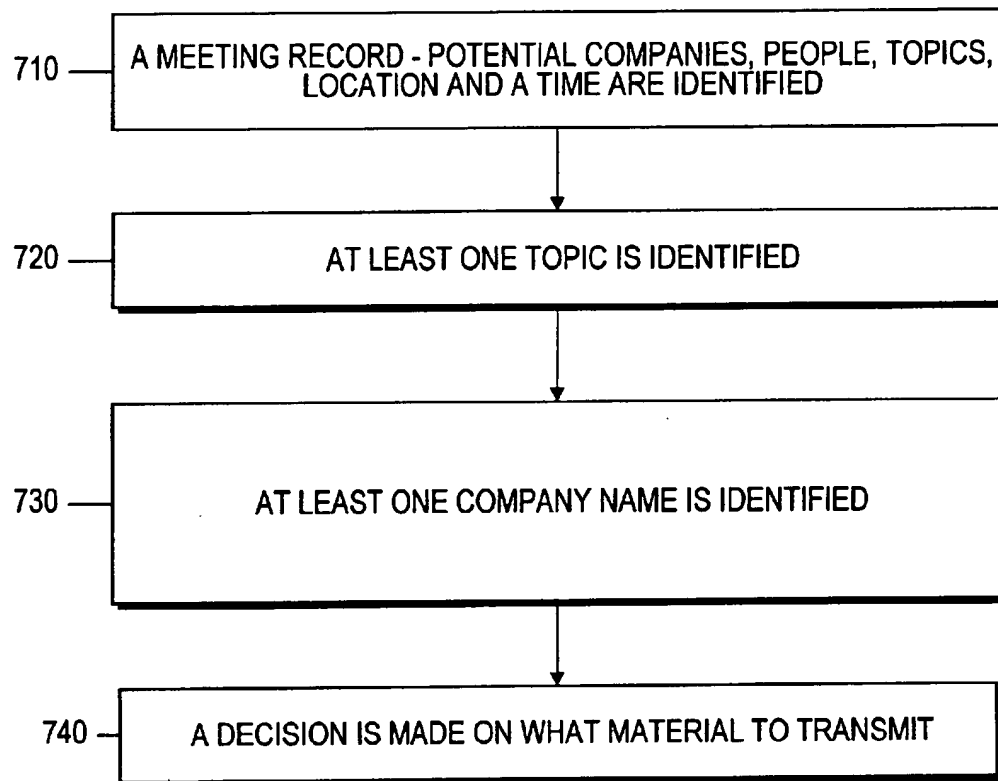 710
A MEETING RECORD - POTENTIAL COMPANIES, PEOPLE, TOPICS,
LOCATION AND A TIME ARE IDENTIFIED
720
AT LEAST ONE TOPIC IS IDENTIFIED
730
AT LEAST ONE COMPANY NAME IS IDENTIFIED
740
A DECISION IS MADE ON WHAT MATERIAL TO TRANSMIT